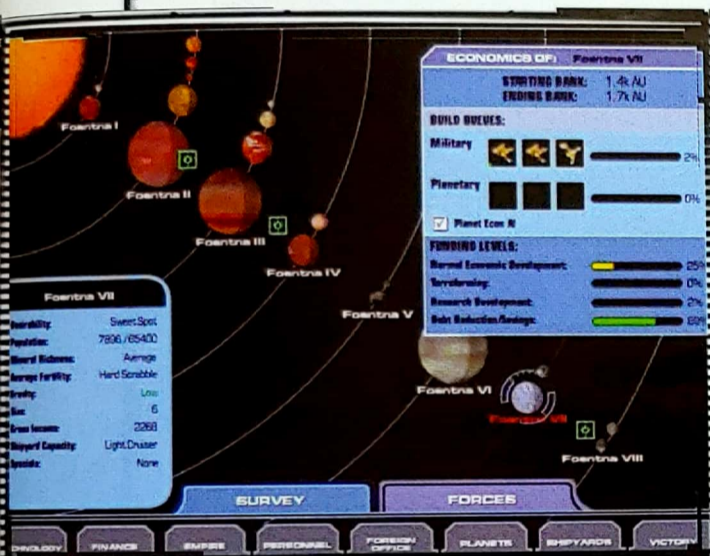 ECONOMICS OF: Foentna VII
STARTING BANK: 1.4k AU
ENDING BANK: 1.7k AU
BUILD QUEUES:
Military 2%
Planetary 0%
Planet Econ AI
FUNDING LEVELS:
Normal Economic Development: 25%
Terraforming: 0%
Research Development: 2%
Debt Reduction/Savings:
Foentna I
Foentna II
Foentna III
Foentna IV
Foentna V
Foentna VI
Foentna VII
Foentna VIII
Foentna VII
Sweet Spot
Population: 7896/65400
Mineral Richness: Average
Average Fertility: Hard Scrabble
Gravity: Low
Size: 6
Gross Income: 2268
Shipyard Capacity: Light Cruiser
Specials: None
SURVEY FORCES
FINANCE EMPIRE PERSONNEL FOREIGN OFFICE PLANETS SHIPYARDS VICTORY